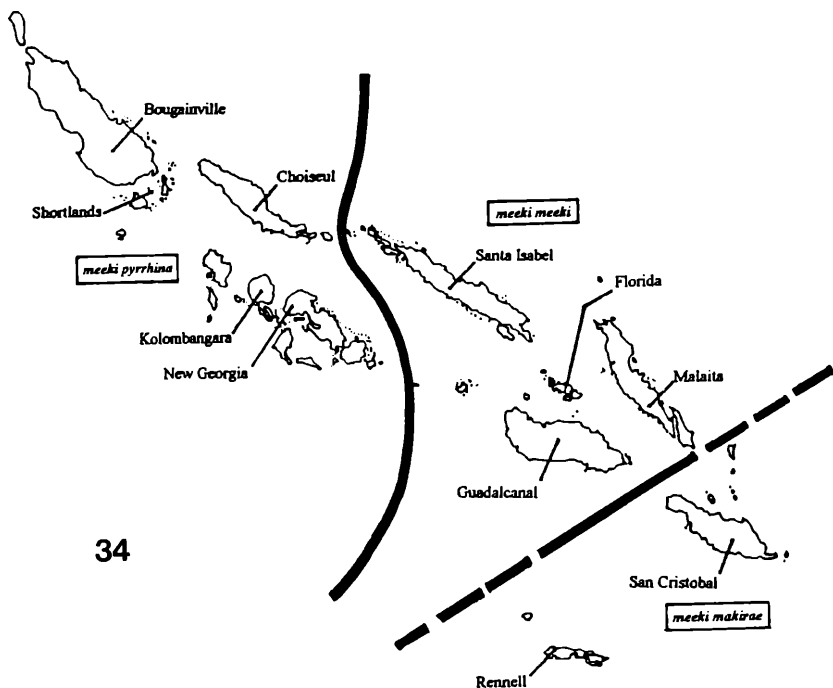 Bougainville
Choiseul
Shortlands
meeki meeki
Santa Isabel
meeki pyrrhina
Florida
Kolombangara
New Georgia
Malaita
Guadalcanal
34
San Cristobal
meeki makirae
Rennell